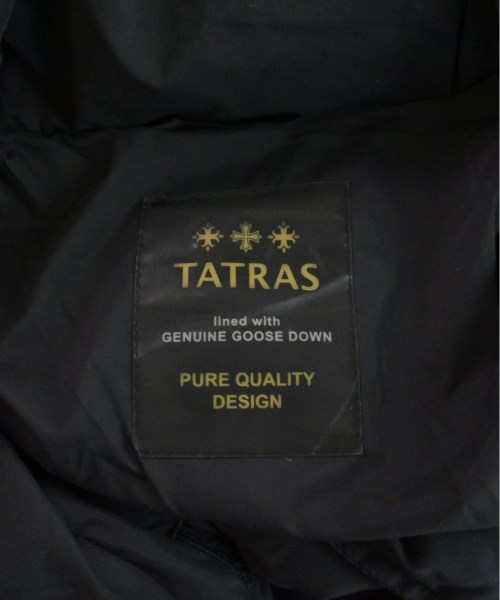 TATRAS
lined with
GENUINE GOOSE DOWN
PURE QUALITY
DESIGN